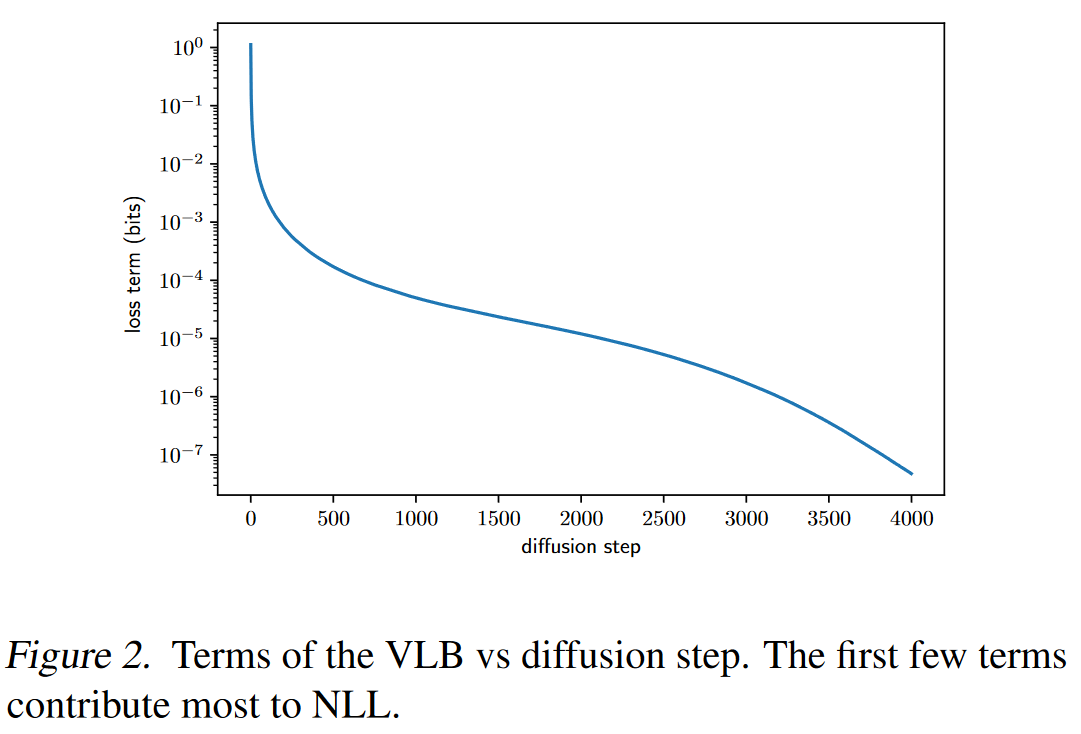 10⁰
10⁻¹
10⁻²
10⁻³
10⁻⁴
10⁻⁵
10⁻⁶
10⁻⁷
loss term (bits)
0 500 1000 1500 2000 2500 3000 3500 4000
diffusion step
Figure 2. Terms of the VLB vs diffusion step. The first few terms
contribute most to NLL.